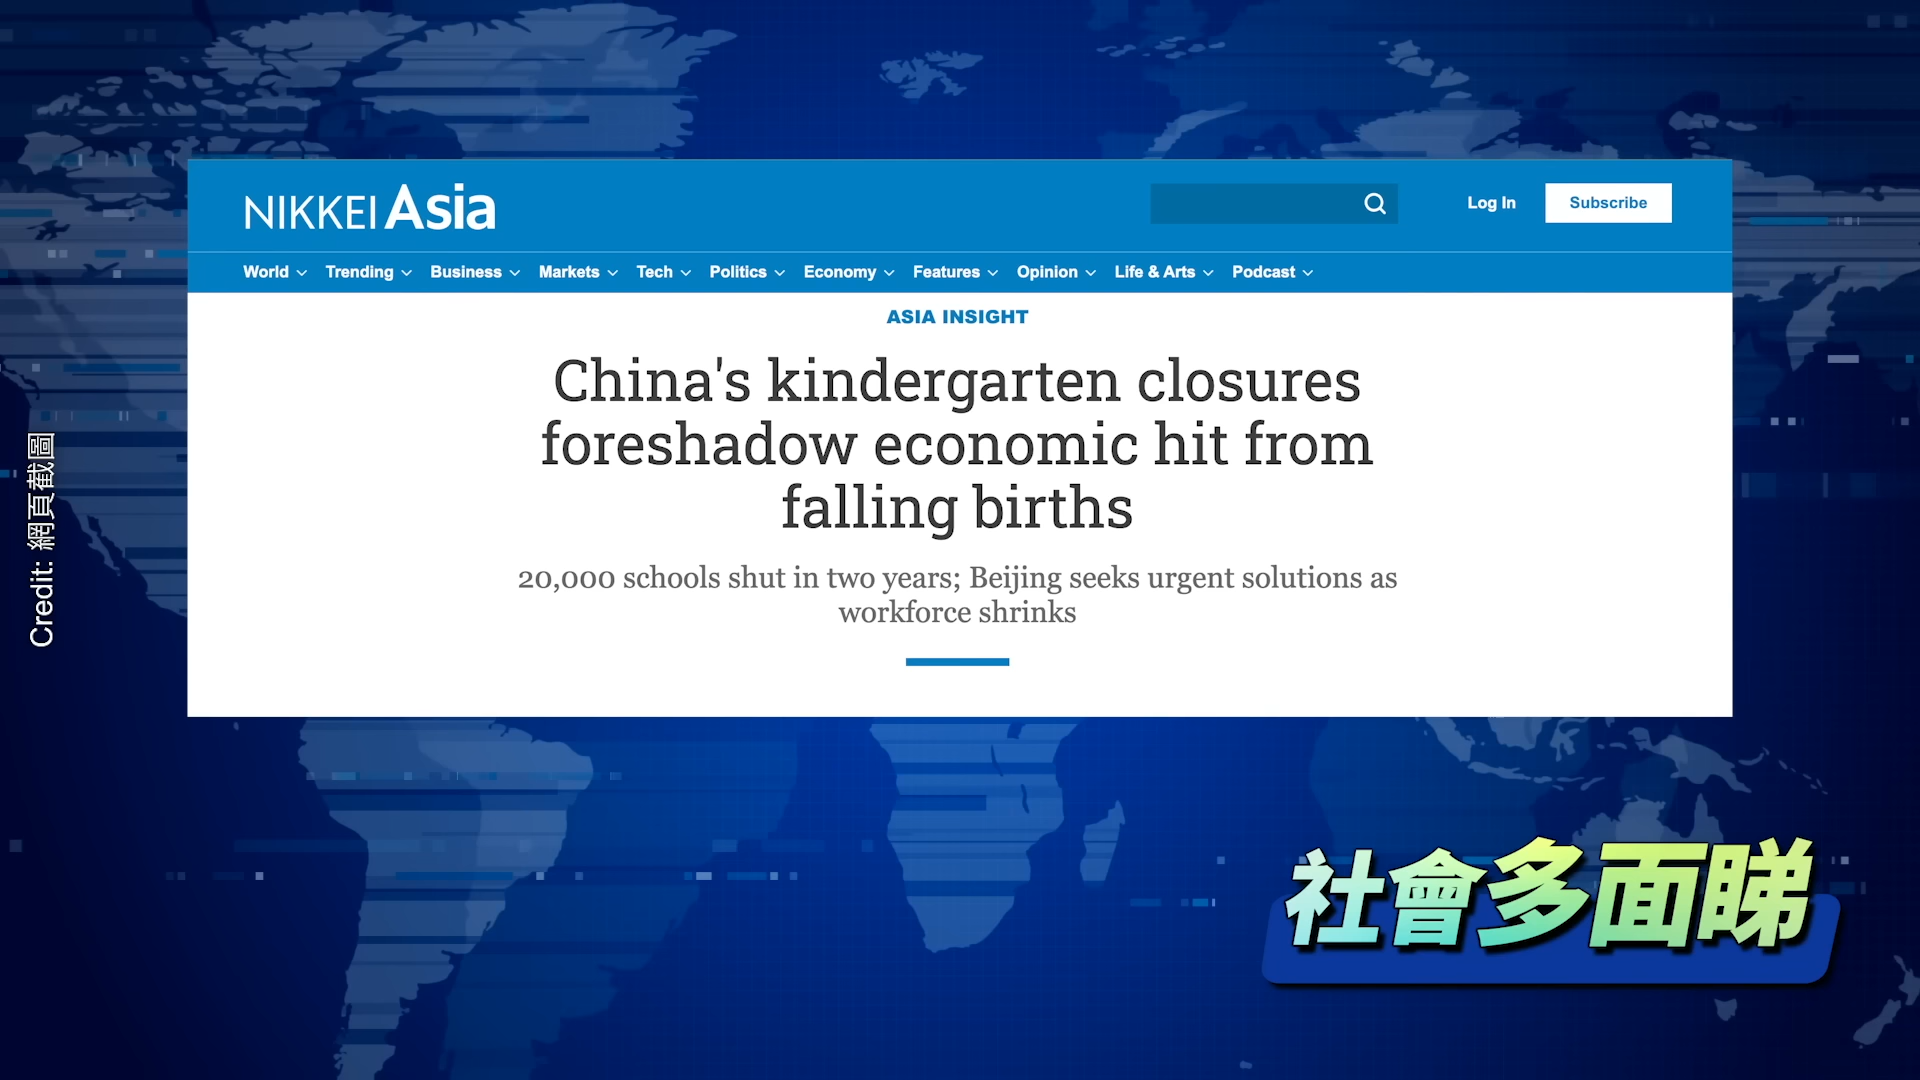 NIKKEI Asia
Log In
Subscribe
World
Trending
Business
Markets
Tech
Politics
Economy
Features
Opinion
Life & Arts
Podcast
ASIA INSIGHT
China's kindergarten closures
foreshadow economic hit from
falling births
20,000 schools shut in two years; Beijing seeks urgent solutions as
workforce shrinks
Credit: 網頁截圖
社會多面睇